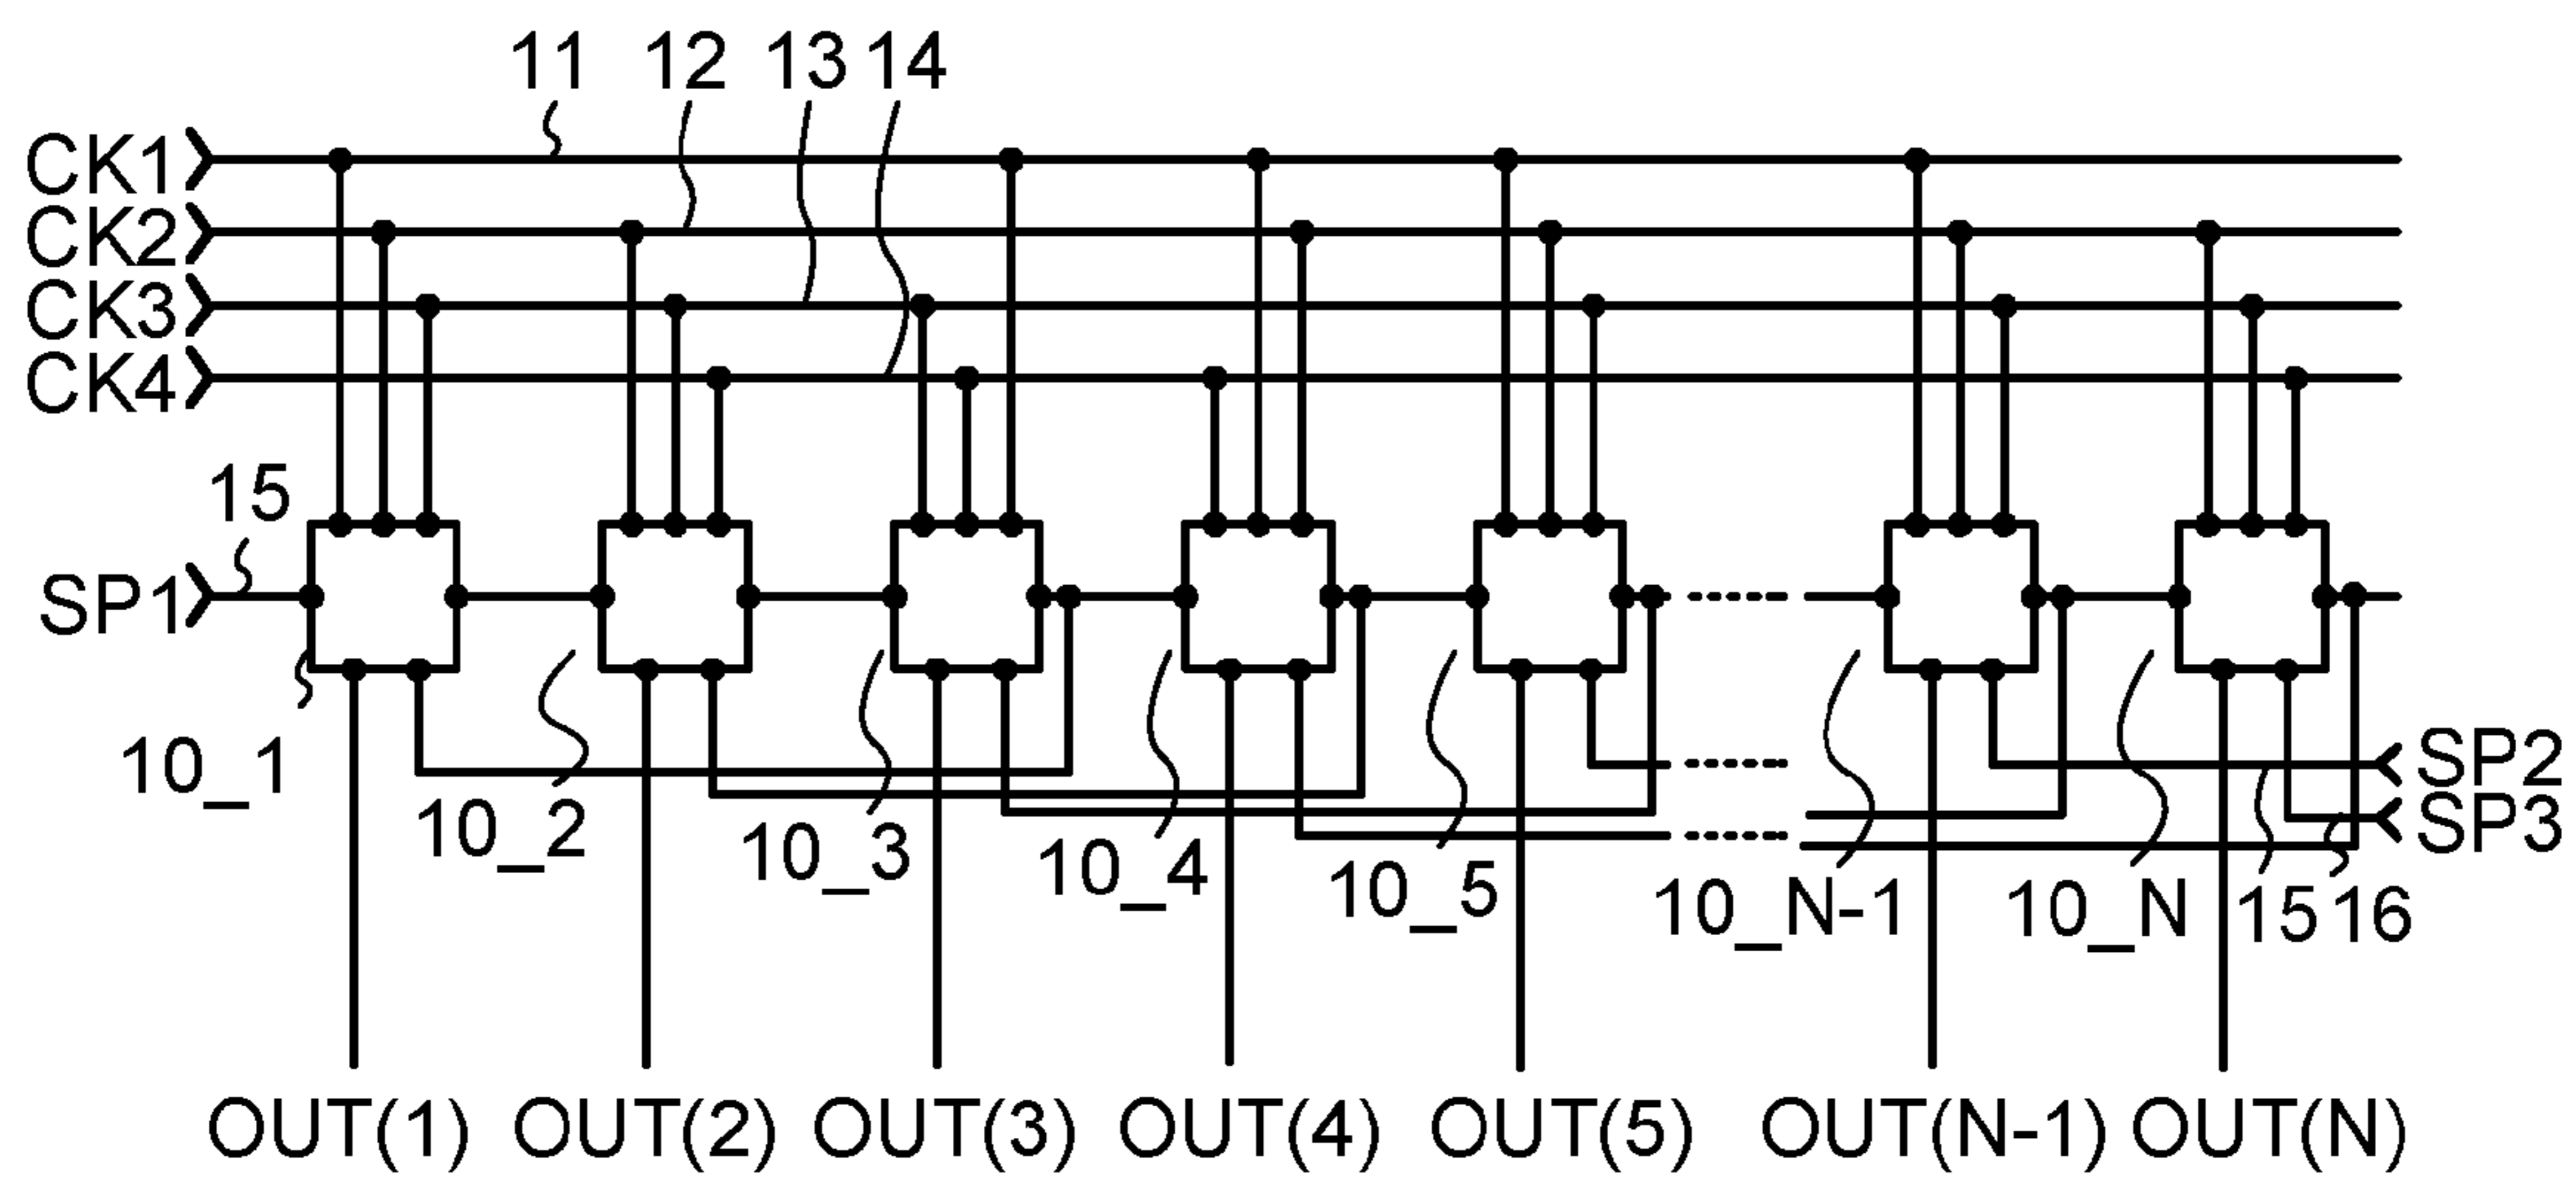 11 12 13 14
CK1
CK2
CK3
CK4
15
SP1
10_1
10_2
10_3
10_4
10_5
10_N-1
10_N
15 16
SP2
SP3
OUT(1) OUT(2) OUT(3) OUT(4) OUT(5) OUT(N-1) OUT(N)